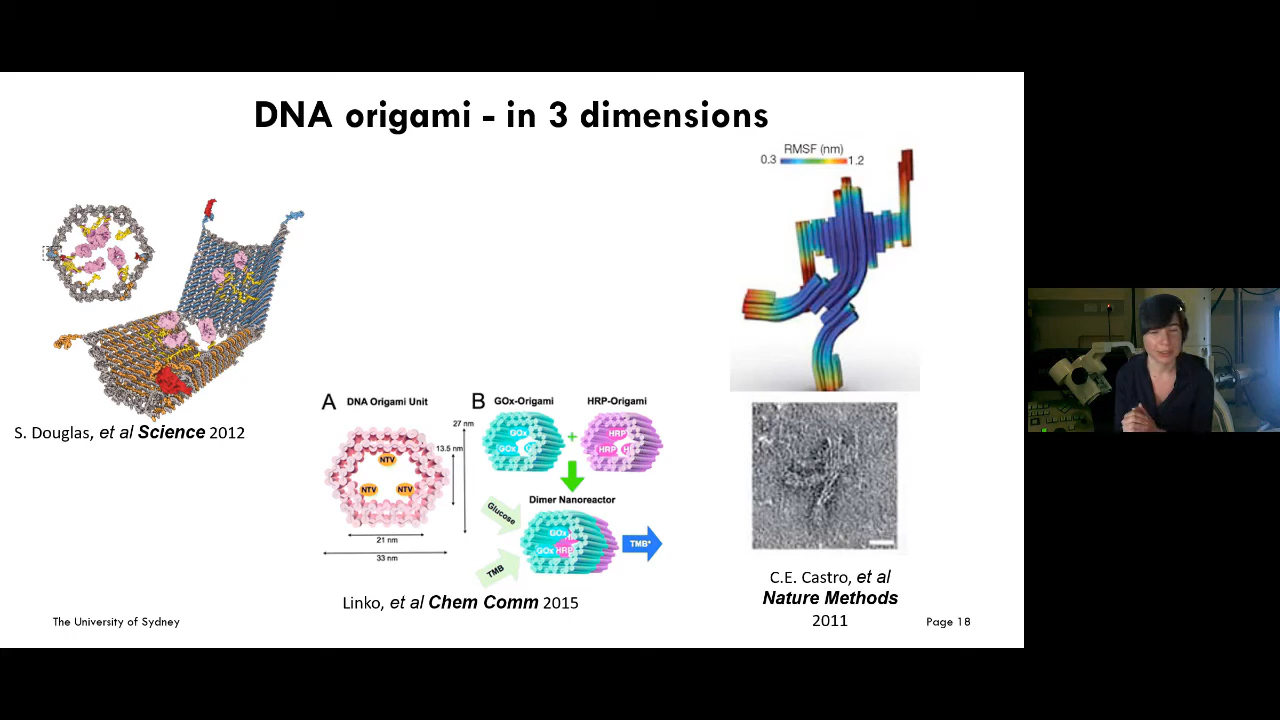 DNA origami - in 3 dimensions
RMSF (nm)
0.3 1.2
S. Douglas, et al Science 2012
A DNA Origami Unit
27 nm
13.5 nm
NTV
NTV NTV
21 nm
33 nm
B GOx-Origami HRP-Origami
GOx
GOx
+
HRP
HRP
Dimer Nanoreactor
Glucose
TMB
GOx
GOx HRP
TMB*
Linko, et al Chem Comm 2015
C.E. Castro, et al
Nature Methods
2011
The University of Sydney
Page 18